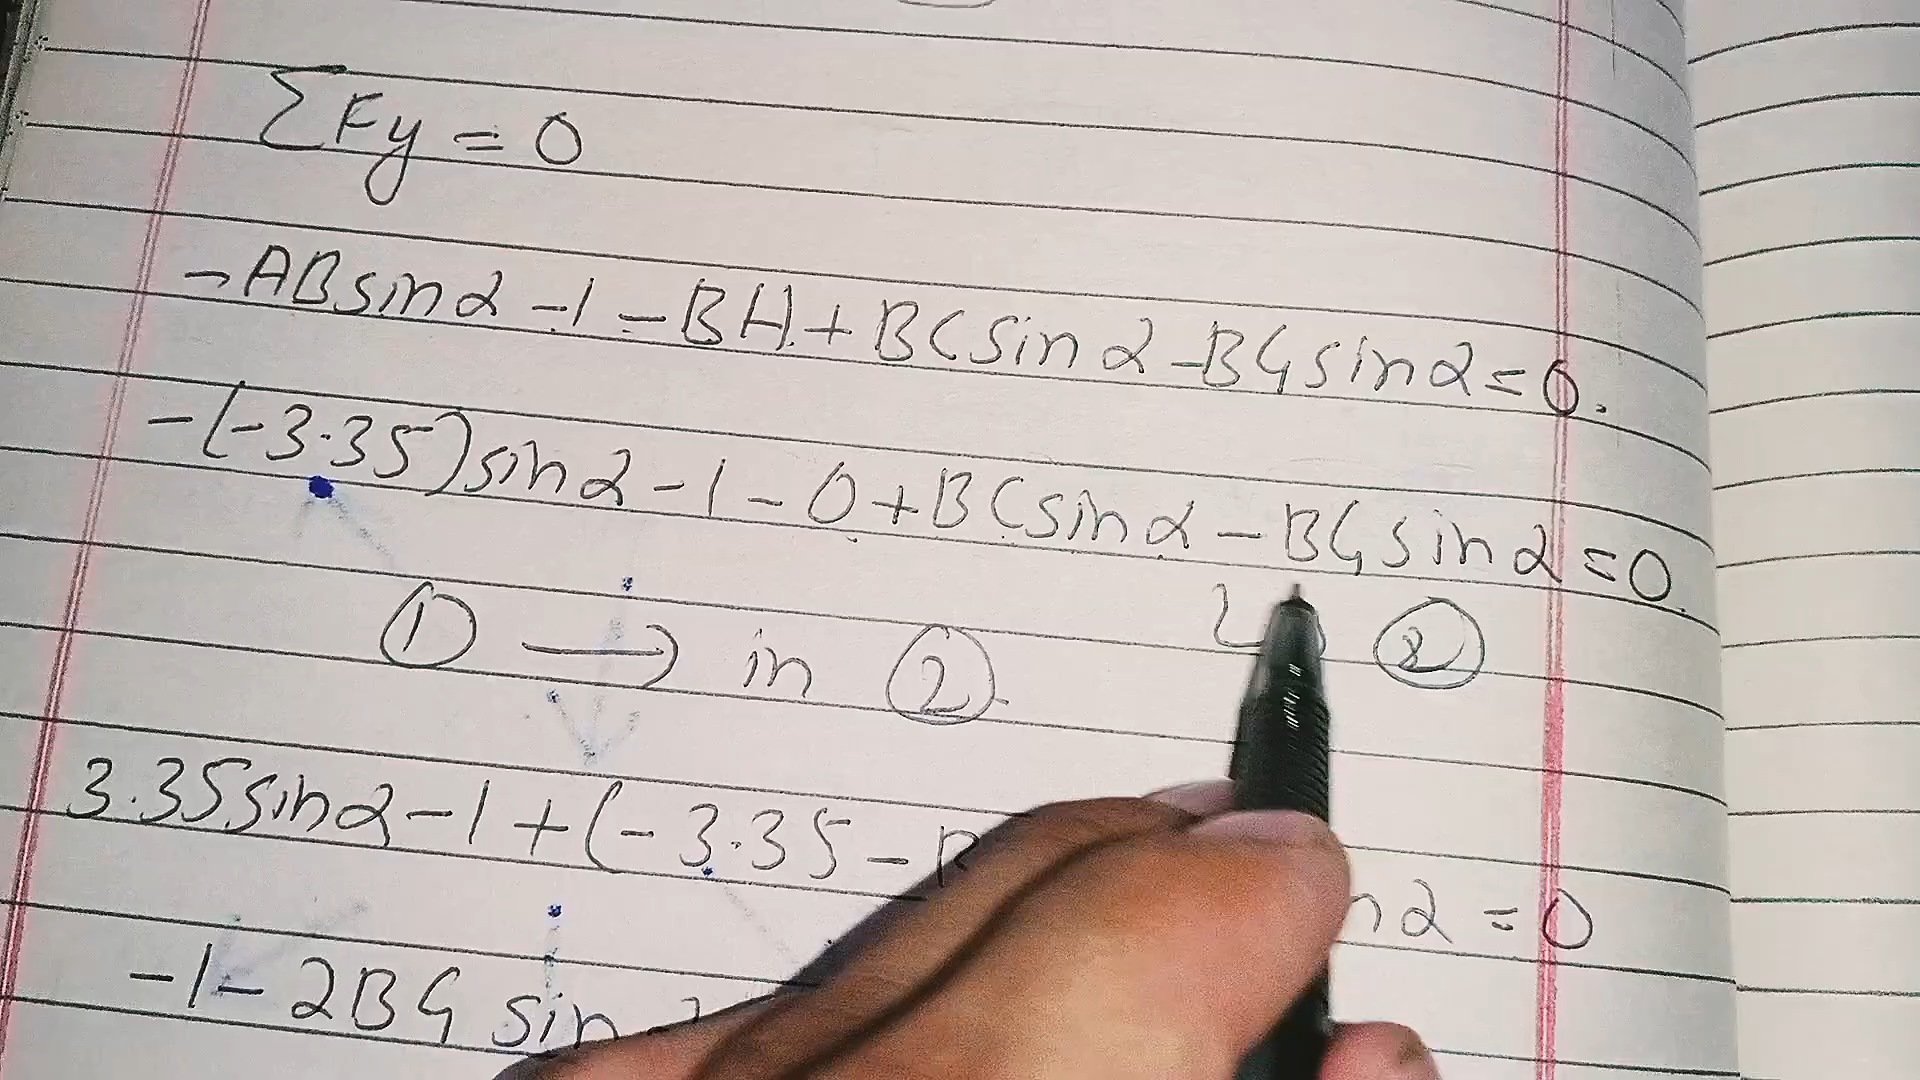 ΣFy = 0
-ABsinα -1 -BH + BCsinα -BGsinα = 0.
-(-3.35)sinα -1 - 0 + BCsinα - BGsinα = 0.
① → in ②. ②
3.35sinα -1 + (-3.35 - α = 0
-1 - 2BG sin